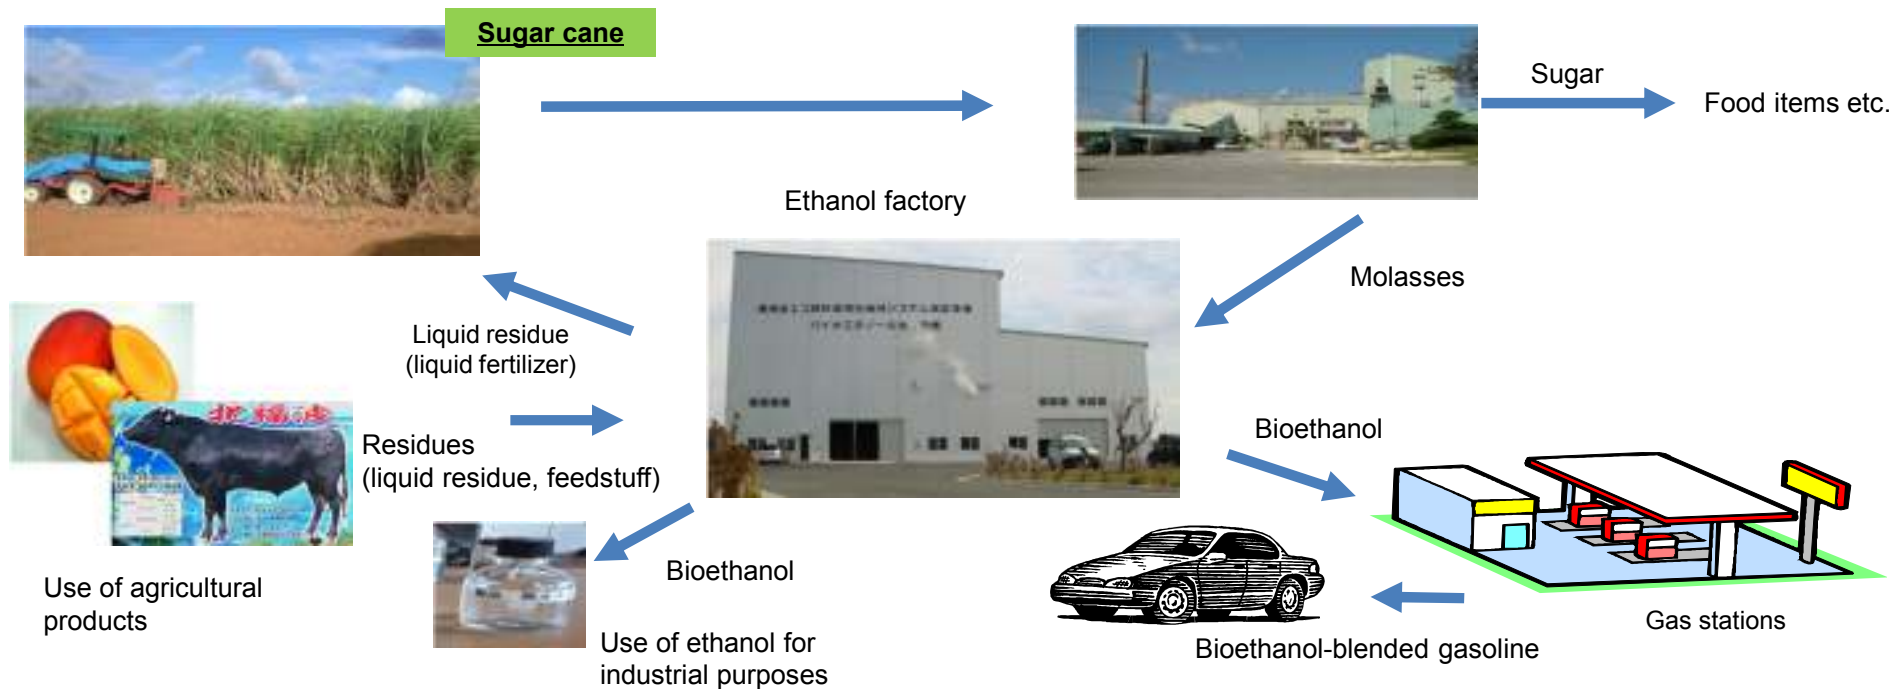 Sugar cane
Sugar
Food items etc.
Ethanol factory
Molasses
Liquid residue
(liquid fertilizer)
Bioethanol
Residues
(liquid residue, feedstuff)
Bioethanol
Use of agricultural
products
Use of ethanol for
industrial purposes
Gas stations
Bioethanol-blended gasoline